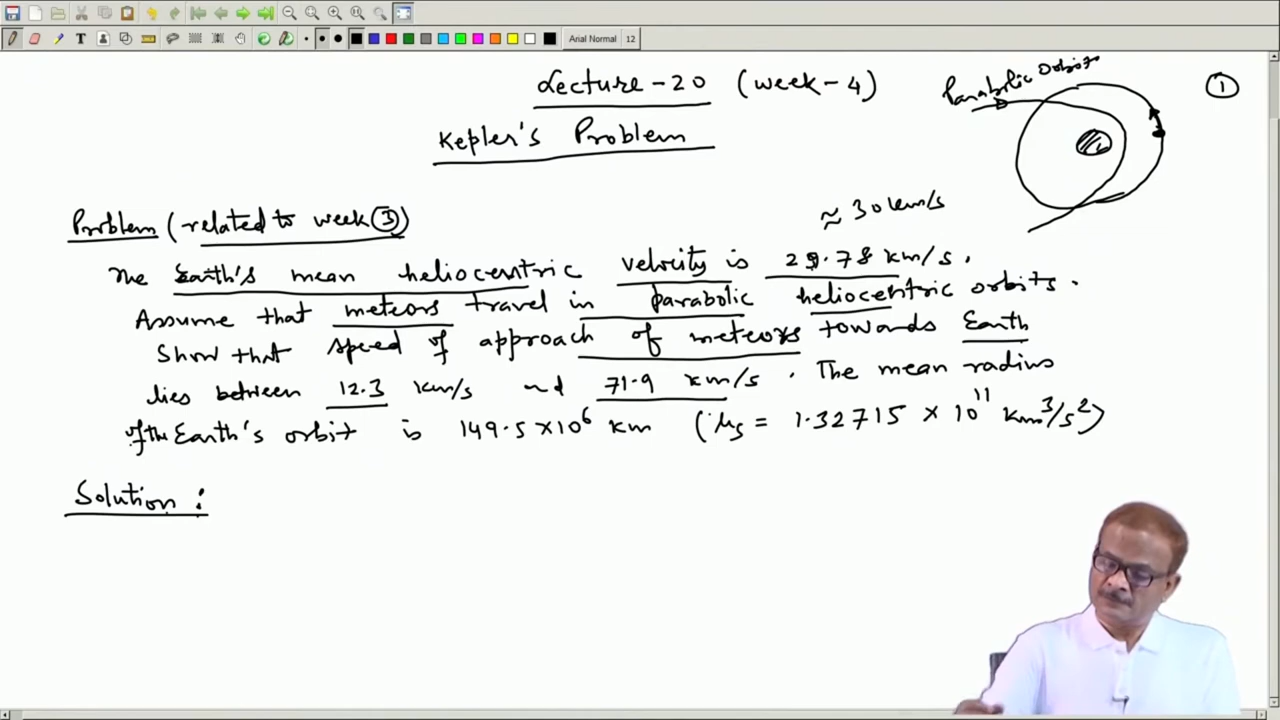 Arial Normal 12
Lecture-20 (week-4)
Parabolic Orbits
1
Kepler's Problem
Problem (related to week 3)
≈ 30 km/s
The Earth's mean heliocentric velocity is 29.78 km/s.
Assume that meteors travel in parabolic heliocentric orbits.
Show that speed of approach of meteors towards Earth
lies between 12.3 km/s and 71.9 km/s. The mean radius
of the Earth's orbit is 149.5×10⁶ km (μs = 1.32715 × 10¹¹ km³/s²)
Solution: